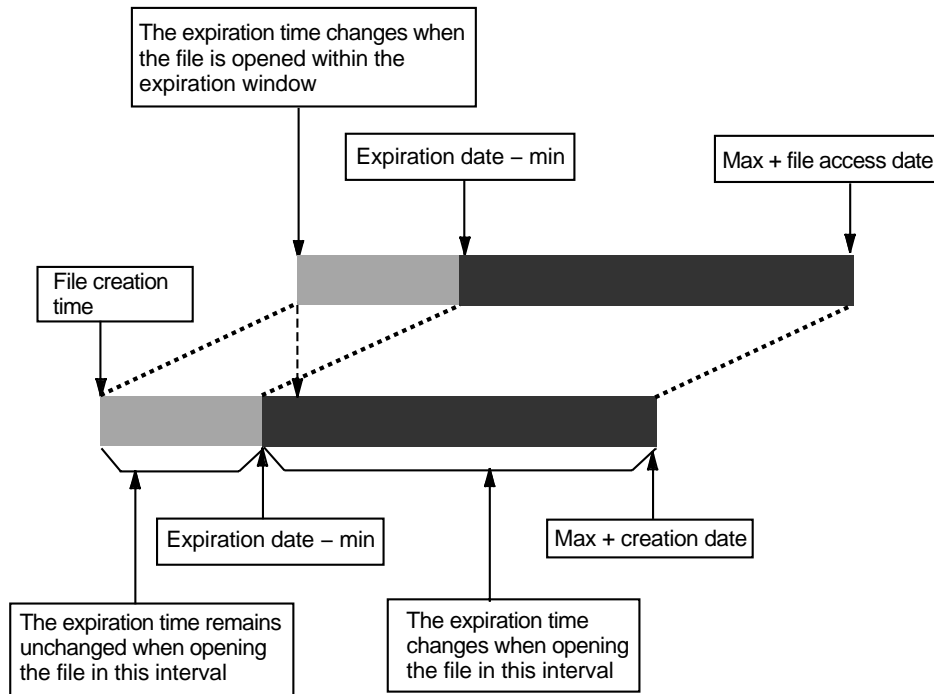 The expiration time changes when
the file is opened within the
expiration window
Expiration date – min
Max + file access date
File creation
time
Expiration date – min
Max + creation date
The expiration time remains
unchanged when opening
the file in this interval
The expiration time
changes when opening
the file in this interval